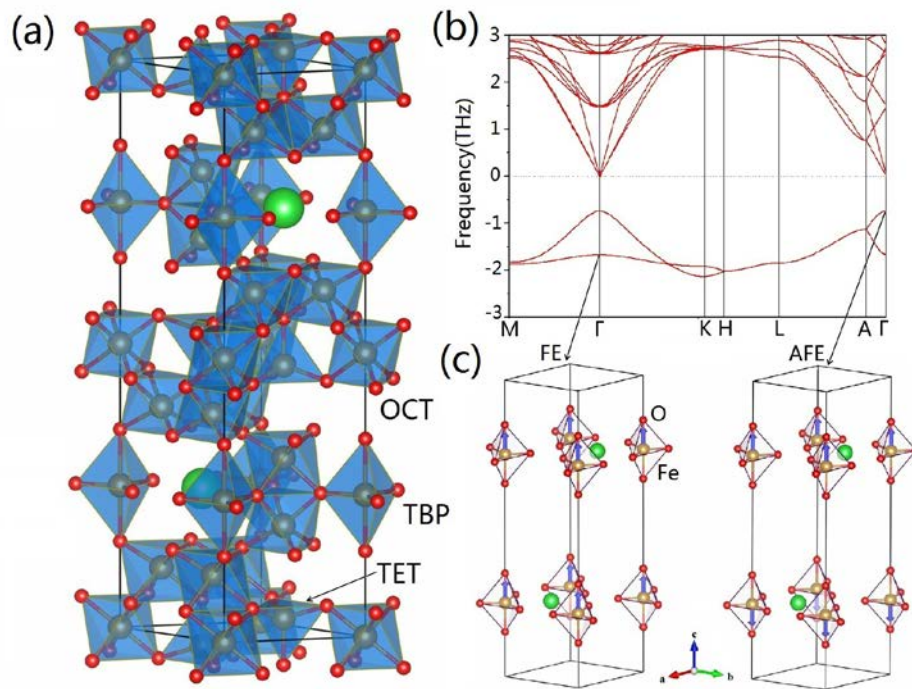 (a)
OCT
TBP
TET
(b)
Frequency(THz)
3
2
1
0
-1
-2
-3
M Γ K H L A Γ
FE
AFE
(c)
O
Fe
c
a
b